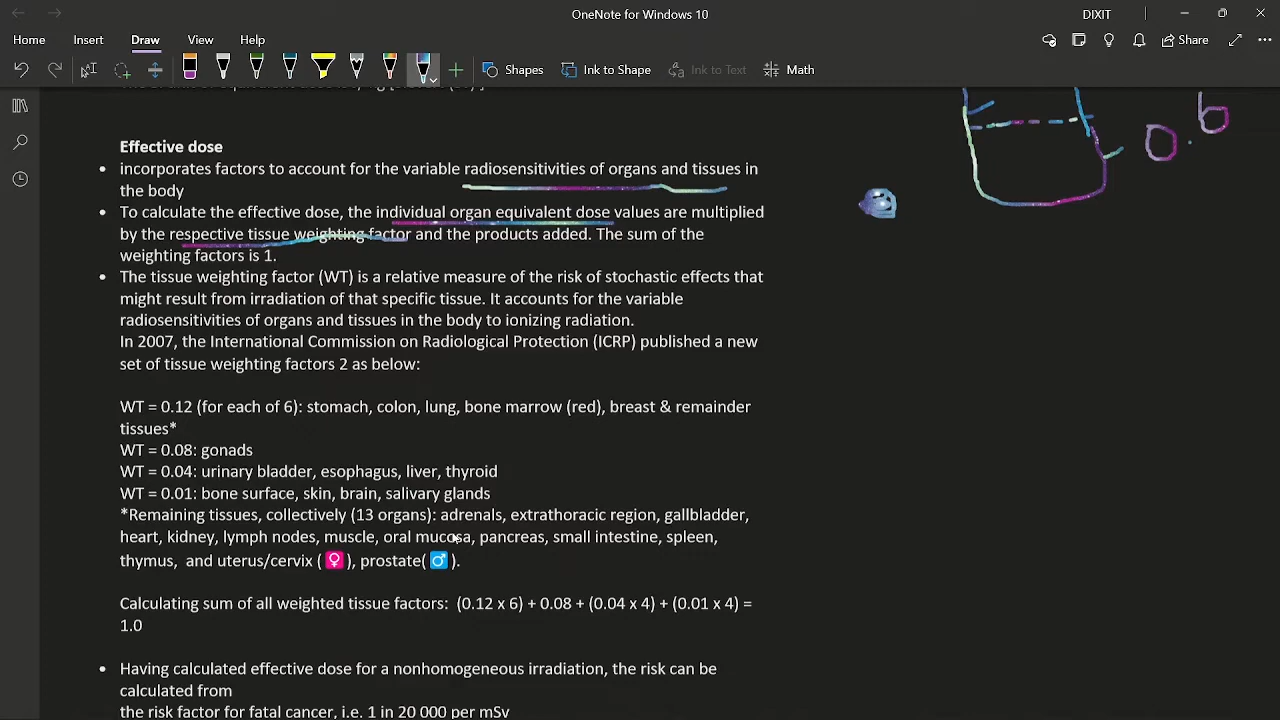 OneNote for Windows 10
DIXIT
Home Insert Draw View Help
Shapes Ink to Shape Ink to Text Math Share
Effective dose
• incorporates factors to account for the variable radiosensitivities of organs and tissues in
the body
• To calculate the effective dose, the individual organ equivalent dose values are multiplied
by the respective tissue weighting factor and the products added. The sum of the
weighting factors is 1.
• The tissue weighting factor (WT) is a relative measure of the risk of stochastic effects that
might result from irradiation of that specific tissue. It accounts for the variable
radiosensitivities of organs and tissues in the body to ionizing radiation.
In 2007, the International Commission on Radiological Protection (ICRP) published a new
set of tissue weighting factors 2 as below:
WT = 0.12 (for each of 6): stomach, colon, lung, bone marrow (red), breast & remainder
tissues*
WT = 0.08: gonads
WT = 0.04: urinary bladder, esophagus, liver, thyroid
WT = 0.01: bone surface, skin, brain, salivary glands
*Remaining tissues, collectively (13 organs): adrenals, extrathoracic region, gallbladder,
heart, kidney, lymph nodes, muscle, oral mucosa, pancreas, small intestine, spleen,
thymus, and uterus/cervix (♀), prostate(♂).
Calculating sum of all weighted tissue factors: (0.12 x 6) + 0.08 + (0.04 x 4) + (0.01 x 4) =
1.0
• Having calculated effective dose for a nonhomogeneous irradiation, the risk can be
calculated from
the risk factor for fatal cancer, i.e. 1 in 20 000 per mSv
0.6